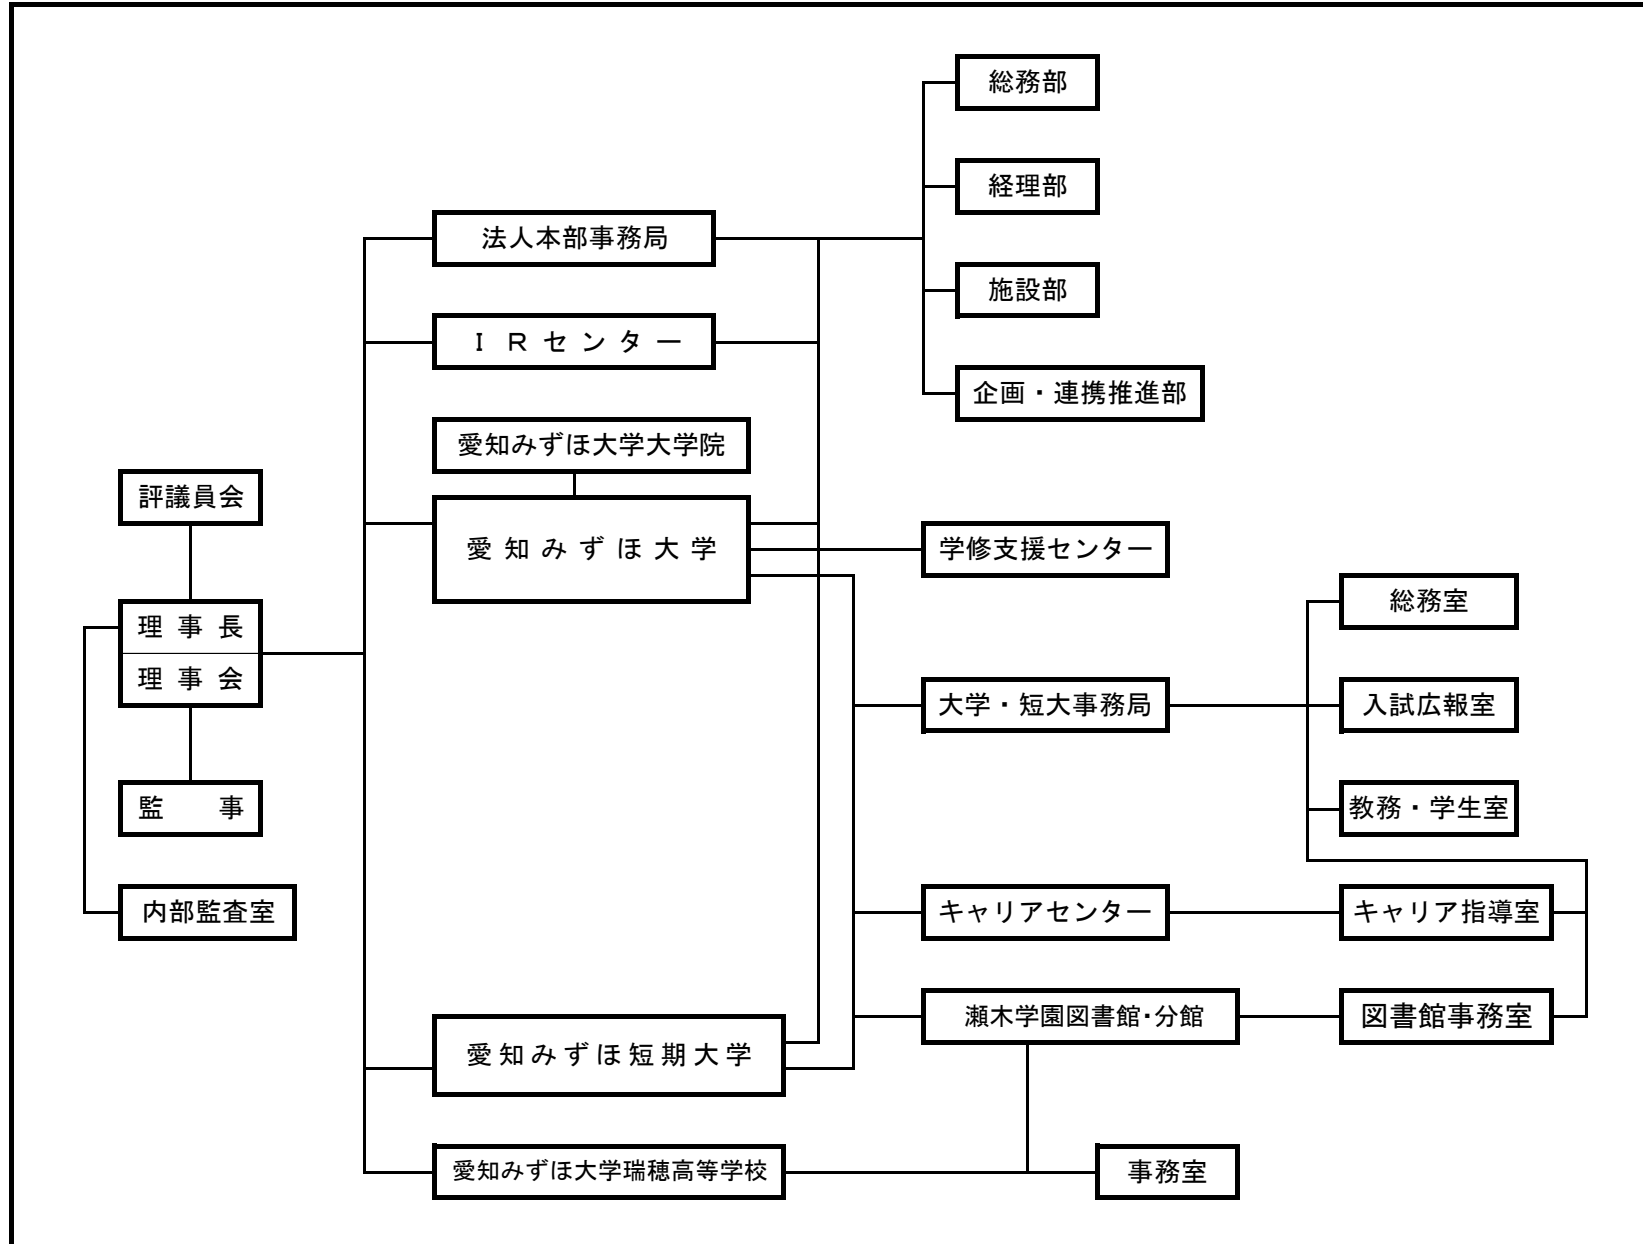 総務部
経理部
法人本部事務局
施設部
ＩＲセンター
企画・連携推進部
愛知みずほ大学大学院
評議員会
愛知みずほ大学
学修支援センター
総務室
理事長
理事会
大学・短大事務局
入試広報室
監　事
教務・学生室
内部監査室
キャリアセンター
キャリア指導室
瀬木学園図書館・分館
図書館事務室
愛知みずほ短期大学
愛知みずほ大学瑞穂高等学校
事務室